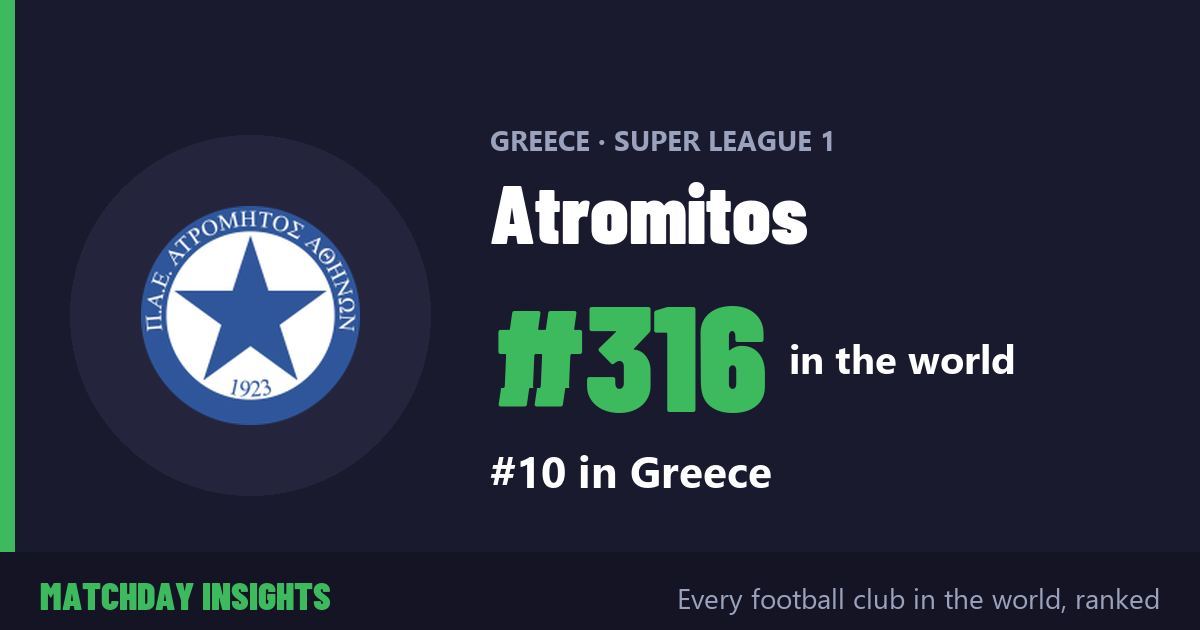 Π.Α.Ε. ΑΤΡΟΜΗΤΟΣ ΑΘΗΝΩΝ
1923
GREECE · SUPER LEAGUE 1
Atromitos
#316 in the world
#10 in Greece
MATCHDAY INSIGHTS
Every football club in the world, ranked